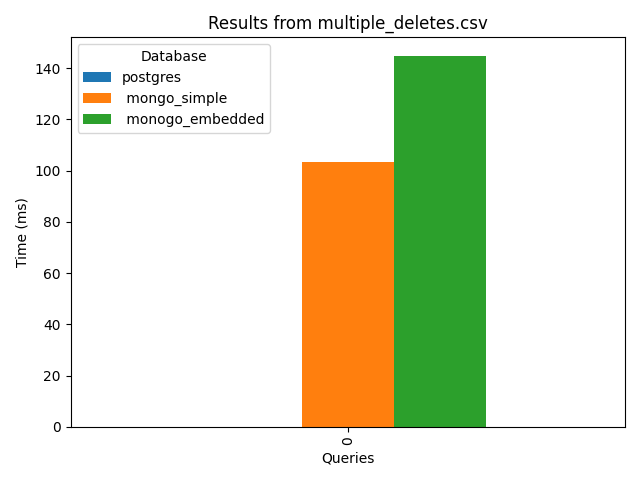 Results from multiple_deletes.csv
Database
postgres
mongo_simple
monogo_embedded
Time (ms)
140
120
100
80
60
40
20
0
0
Queries